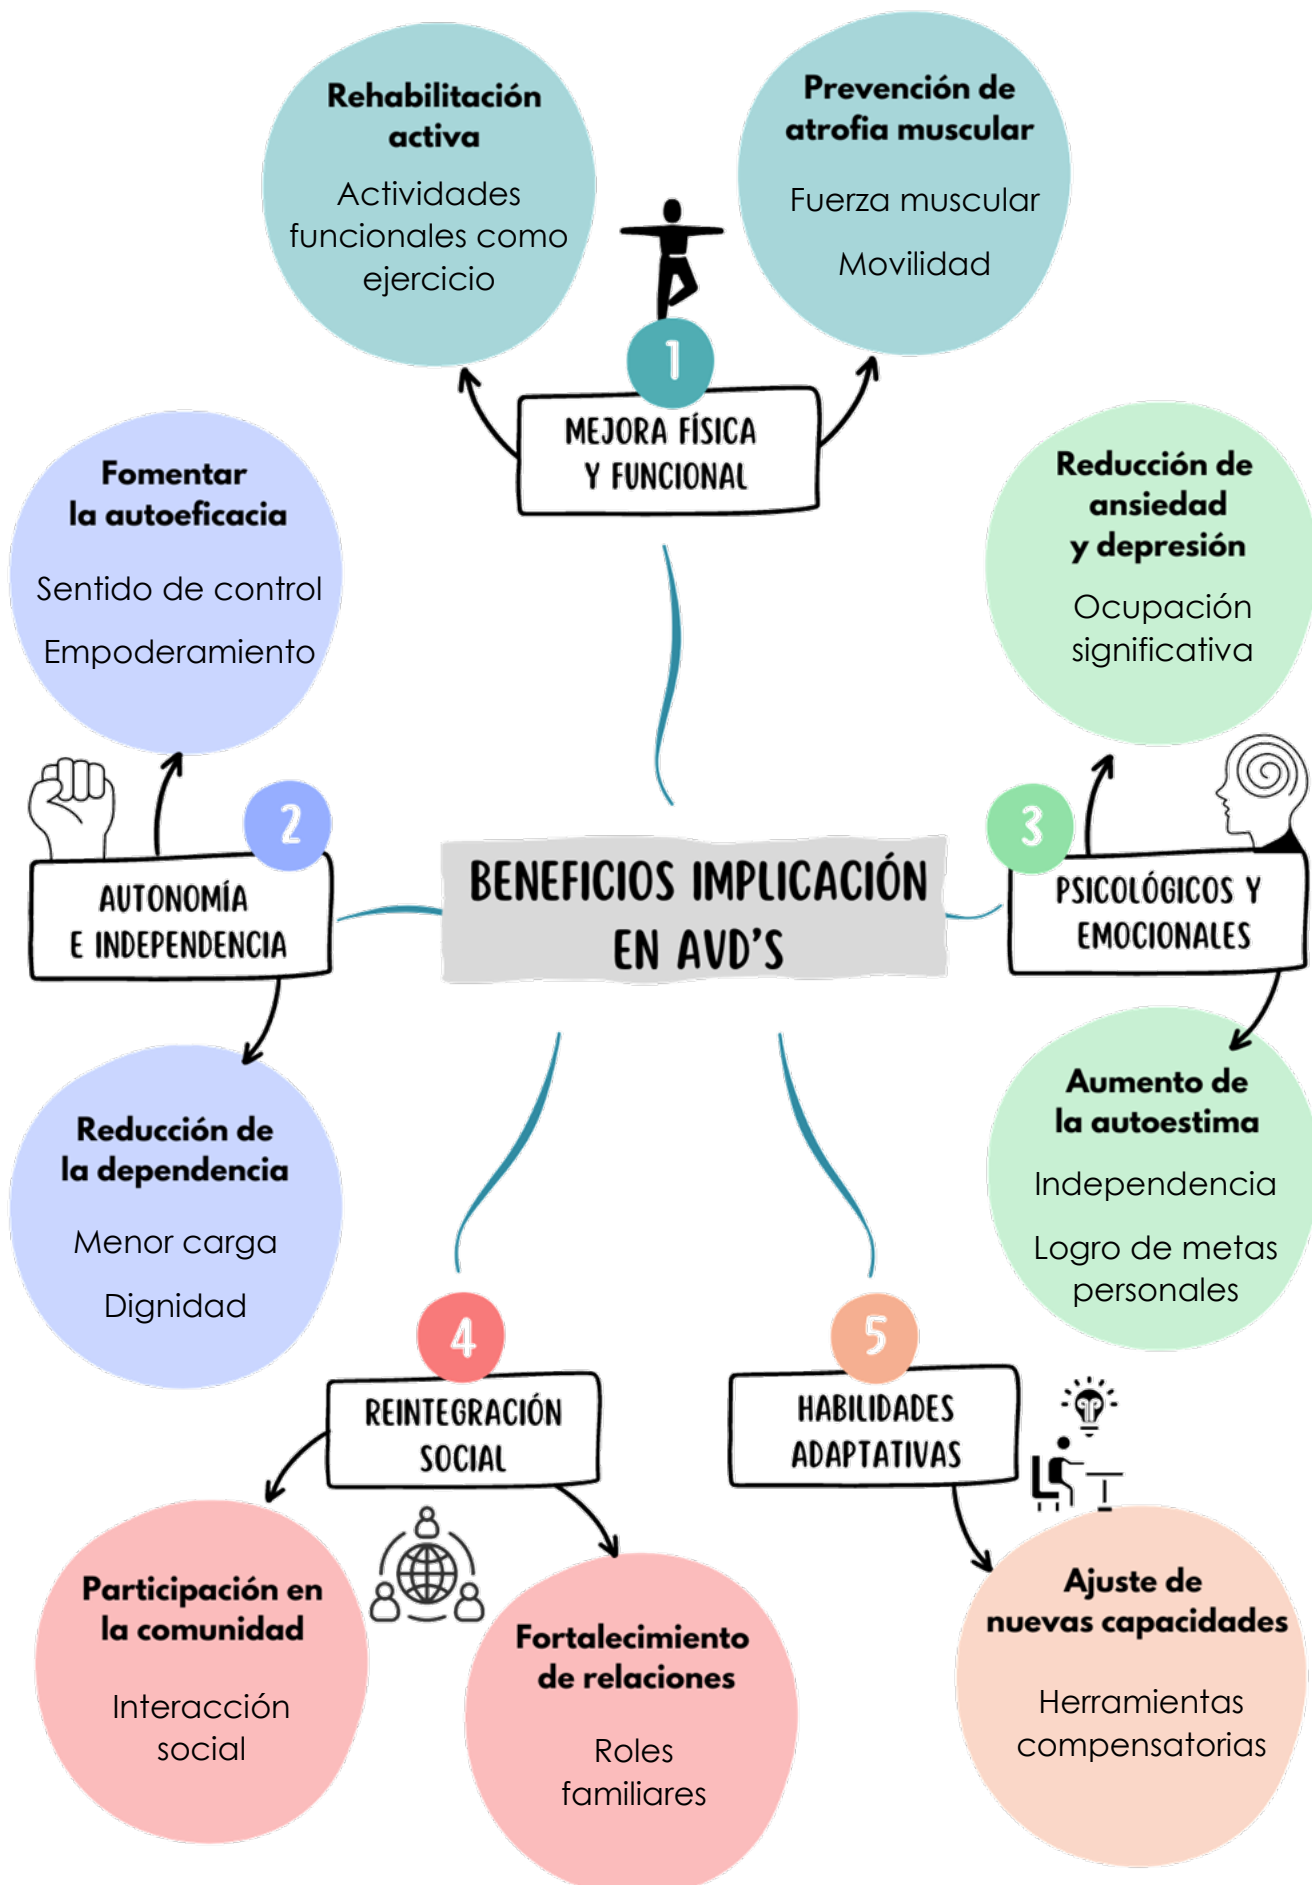 Rehabilitación
activa
Actividades
funcionales como
ejercicio
Prevención de
atrofia muscular
Fuerza muscular
Movilidad
1
MEJORA FÍSICA
Y FUNCIONAL
Fomentar
la autoeficacia
Sentido de control
Empoderamiento
2
AUTONOMÍA
E INDEPENDENCIA
Reducción de
la dependencia
Menor carga
Dignidad
BENEFICIOS IMPLICACIÓN
EN AVD'S
Reducción de
ansiedad
y depresión
Ocupación
significativa
3
PSICOLÓGICOS Y
EMOCIONALES
Aumento de
la autoestima
Independencia
Logro de metas
personales
4
REINTEGRACIÓN
SOCIAL
Participación en
la comunidad
Interacción
social
Fortalecimiento
de relaciones
Roles
familiares
5
HABILIDADES
ADAPTATIVAS
Ajuste de
nuevas capacidades
Herramientas
compensatorias